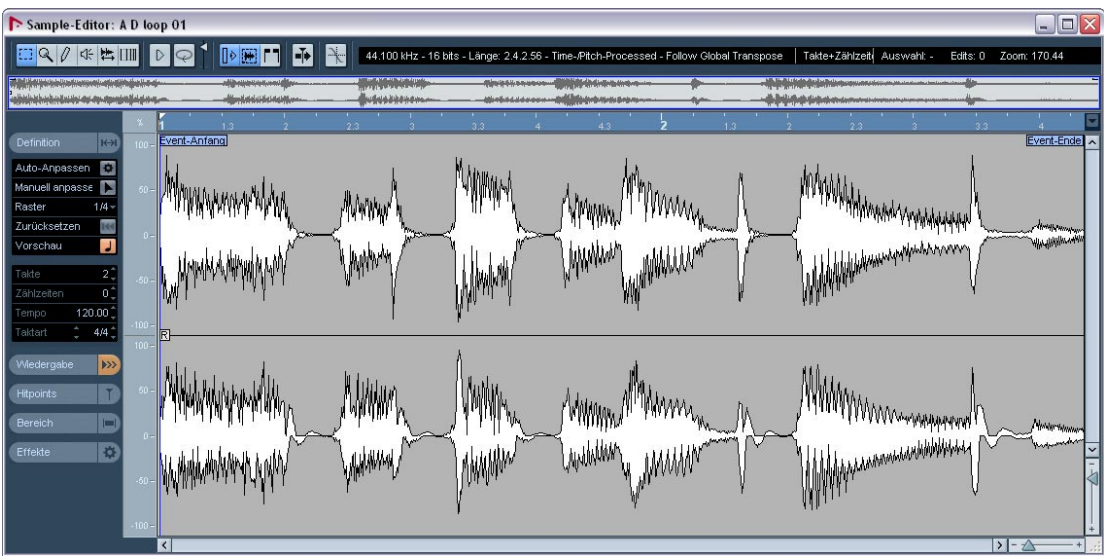 Sample-Editor: A D loop 01
44.100 kHz - 16 bits - Länge: 2.4.2.56 - Time-/Pitch-Processed - Follow Global Transpose Takte+Zählzeit Auswahl: - Edits: 0 Zoom: 170.44
% 1 1.3 2 2.3 3 3.3 4 4.3 2 1.3 2 2.3 3 3.3 4
Event-Anfang Event-Ende
Definition
Auto-Anpassen
Manuell anpasse
Raster 1/4
Zurücksetzen
Vorschau
Takte 2
Zählzeiten 0
Tempo 120.00
Taktart 4/4
Wiedergabe
Hitpoints
Bereich
Effekte
100
50
0
-50
-100
R
100
50
0
-50
-100